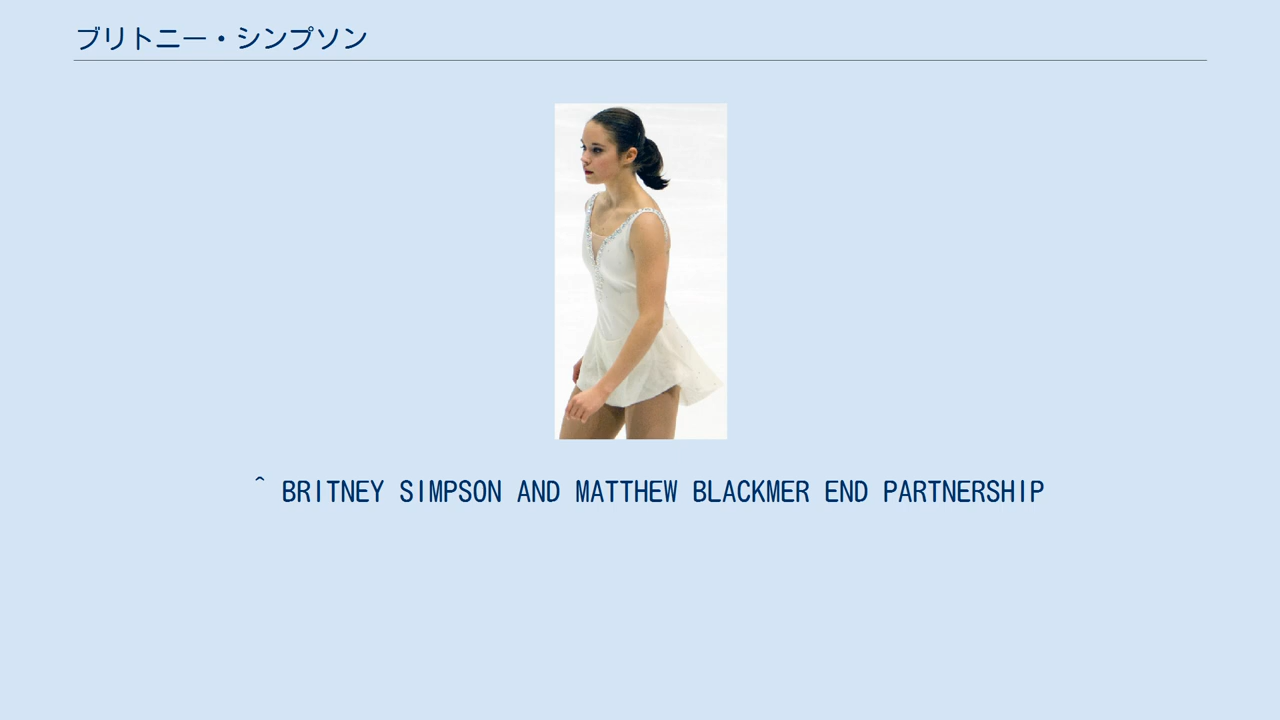 ブリトニー・シンプソン
^ BRITNEY SIMPSON AND MATTHEW BLACKMER END PARTNERSHIP